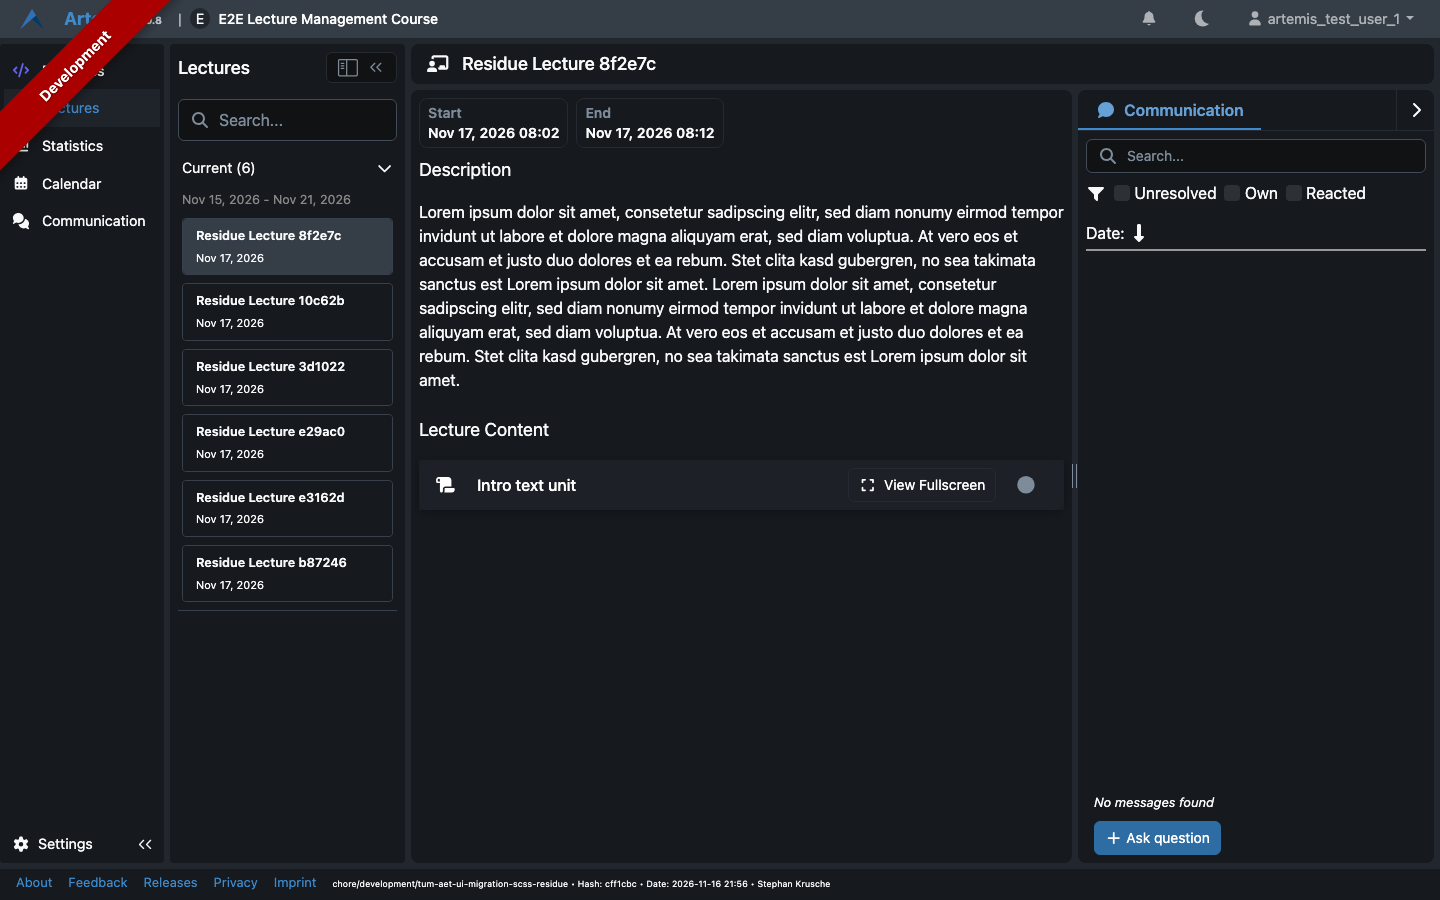 .8
| E E2E Lecture Management Course
artemis_test_user_1
Development
Statistics
Calendar
Communication
Settings
Lectures
Search...
Current (6)
Nov 15, 2026 - Nov 21, 2026
Residue Lecture 8f2e7c
Nov 17, 2026
Residue Lecture 10c62b
Nov 17, 2026
Residue Lecture 3d1022
Nov 17, 2026
Residue Lecture e29ac0
Nov 17, 2026
Residue Lecture e3162d
Nov 17, 2026
Residue Lecture b87246
Nov 17, 2026
Residue Lecture 8f2e7c
Start
Nov 17, 2026 08:02
End
Nov 17, 2026 08:12
Description
Lorem ipsum dolor sit amet, consetetur sadipscing elitr, sed diam nonumy eirmod tempor
invidunt ut labore et dolore magna aliquyam erat, sed diam voluptua. At vero eos et
accusam et justo duo dolores et ea rebum. Stet clita kasd gubergren, no sea takimata
sanctus est Lorem ipsum dolor sit amet. Lorem ipsum dolor sit amet, consetetur
sadipscing elitr, sed diam nonumy eirmod tempor invidunt ut labore et dolore magna
aliquyam erat, sed diam voluptua. At vero eos et accusam et justo duo dolores et ea
rebum. Stet clita kasd gubergren, no sea takimata sanctus est Lorem ipsum dolor sit
amet.
Lecture Content
Intro text unit
View Fullscreen
Communication
Search...
Unresolved Own Reacted
Date:
No messages found
Ask question
About Feedback Releases Privacy Imprint chore/development/tum-aet-ui-migration-scss-residue • Hash: cff1cbc • Date: 2026-11-16 21:56 • Stephan Krusche